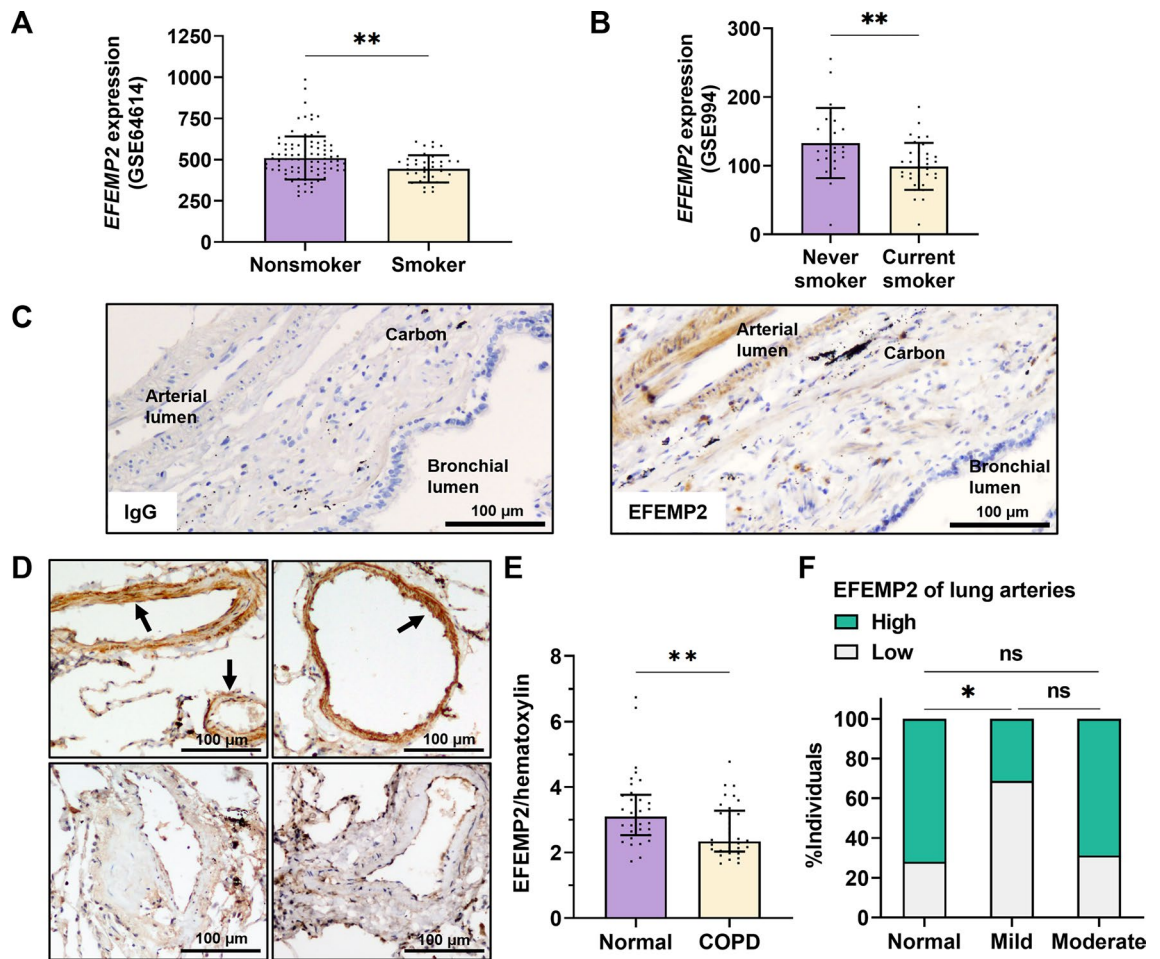 A
EFEMP2 expression
(GSE64614)
1250
1000
750
500
250
0
**
Nonsmoker
Smoker
B
EFEMP2 expression
(GSE994)
300
200
100
0
**
Never
smoker
Current
smoker
C
Carbon
Arterial
lumen
Bronchial
lumen
IgG
100 µm
Arterial
lumen
Carbon
Bronchial
lumen
EFEMP2
100 µm
D
100 µm
100 µm
100 µm
100 µm
E
EFEMP2/hematoxylin
8
6
4
2
0
**
Normal
COPD
F
EFEMP2 of lung arteries
High
Low
ns
*
ns
%Individuals
100
80
60
40
20
0
Normal
Mild
Moderate